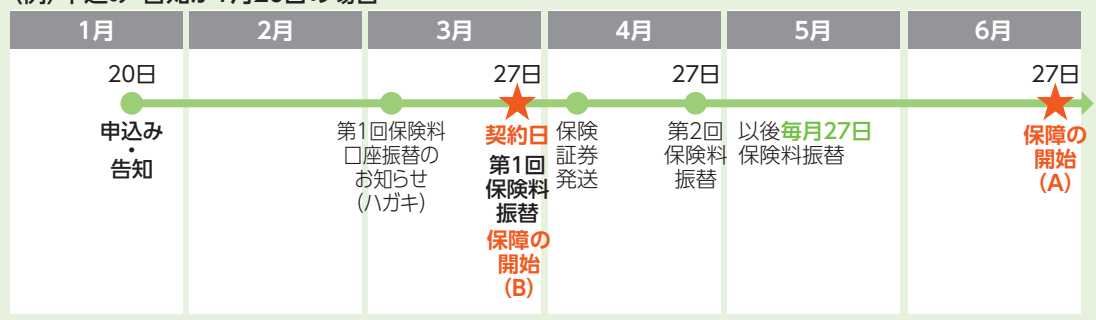 1月
2月
3月
4月
5月
6月
20日
申込み
・
告知
第1回保険料
口座振替の
お知らせ
(ハガキ)
27日
契約日
第1回
保険料
振替
保障の
開始
(B)
保険
証券
発送
27日
第2回
保険料
振替
以後毎月27日
保険料振替
27日
保障の
開始
(A)